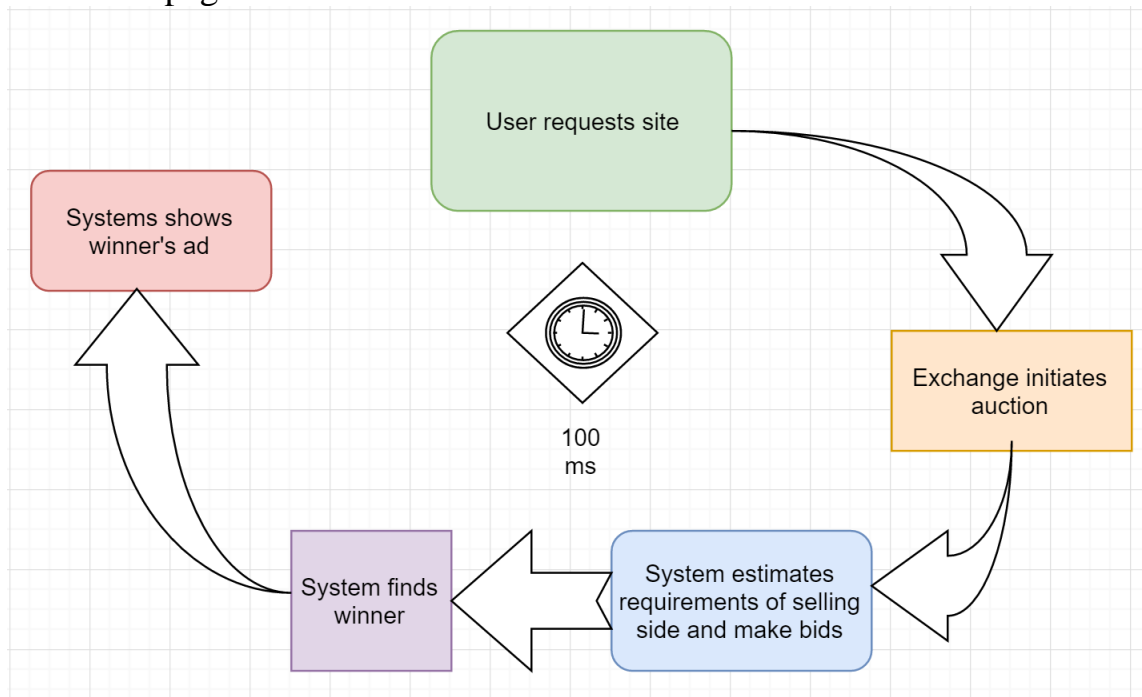 User requests site
Systems shows
winner's ad
Exchange initiates
auction
100
ms
System estimates
requirements of selling
side and make bids
System finds
winner